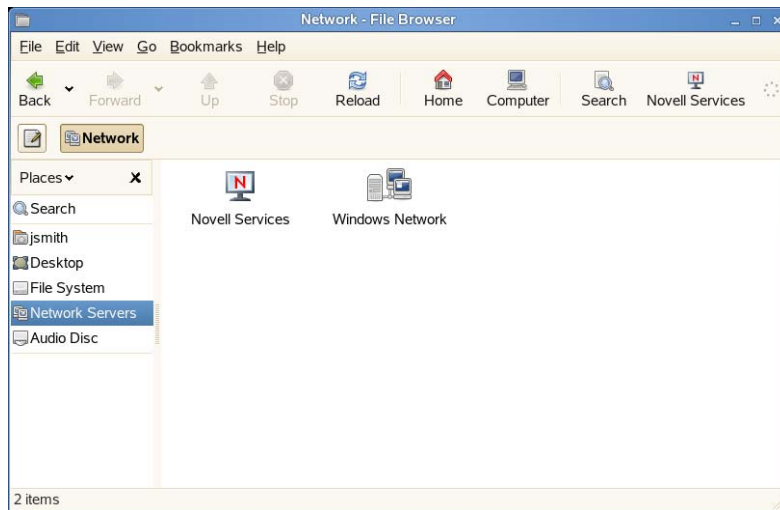 Network - File Browser
File Edit View Go Bookmarks Help
Back Forward Up Stop Reload Home Computer Search Novell Services
Network
Places
Search
jsmith
Desktop
File System
Network Servers
Audio Disc
N
Novell Services
Windows Network
2 items